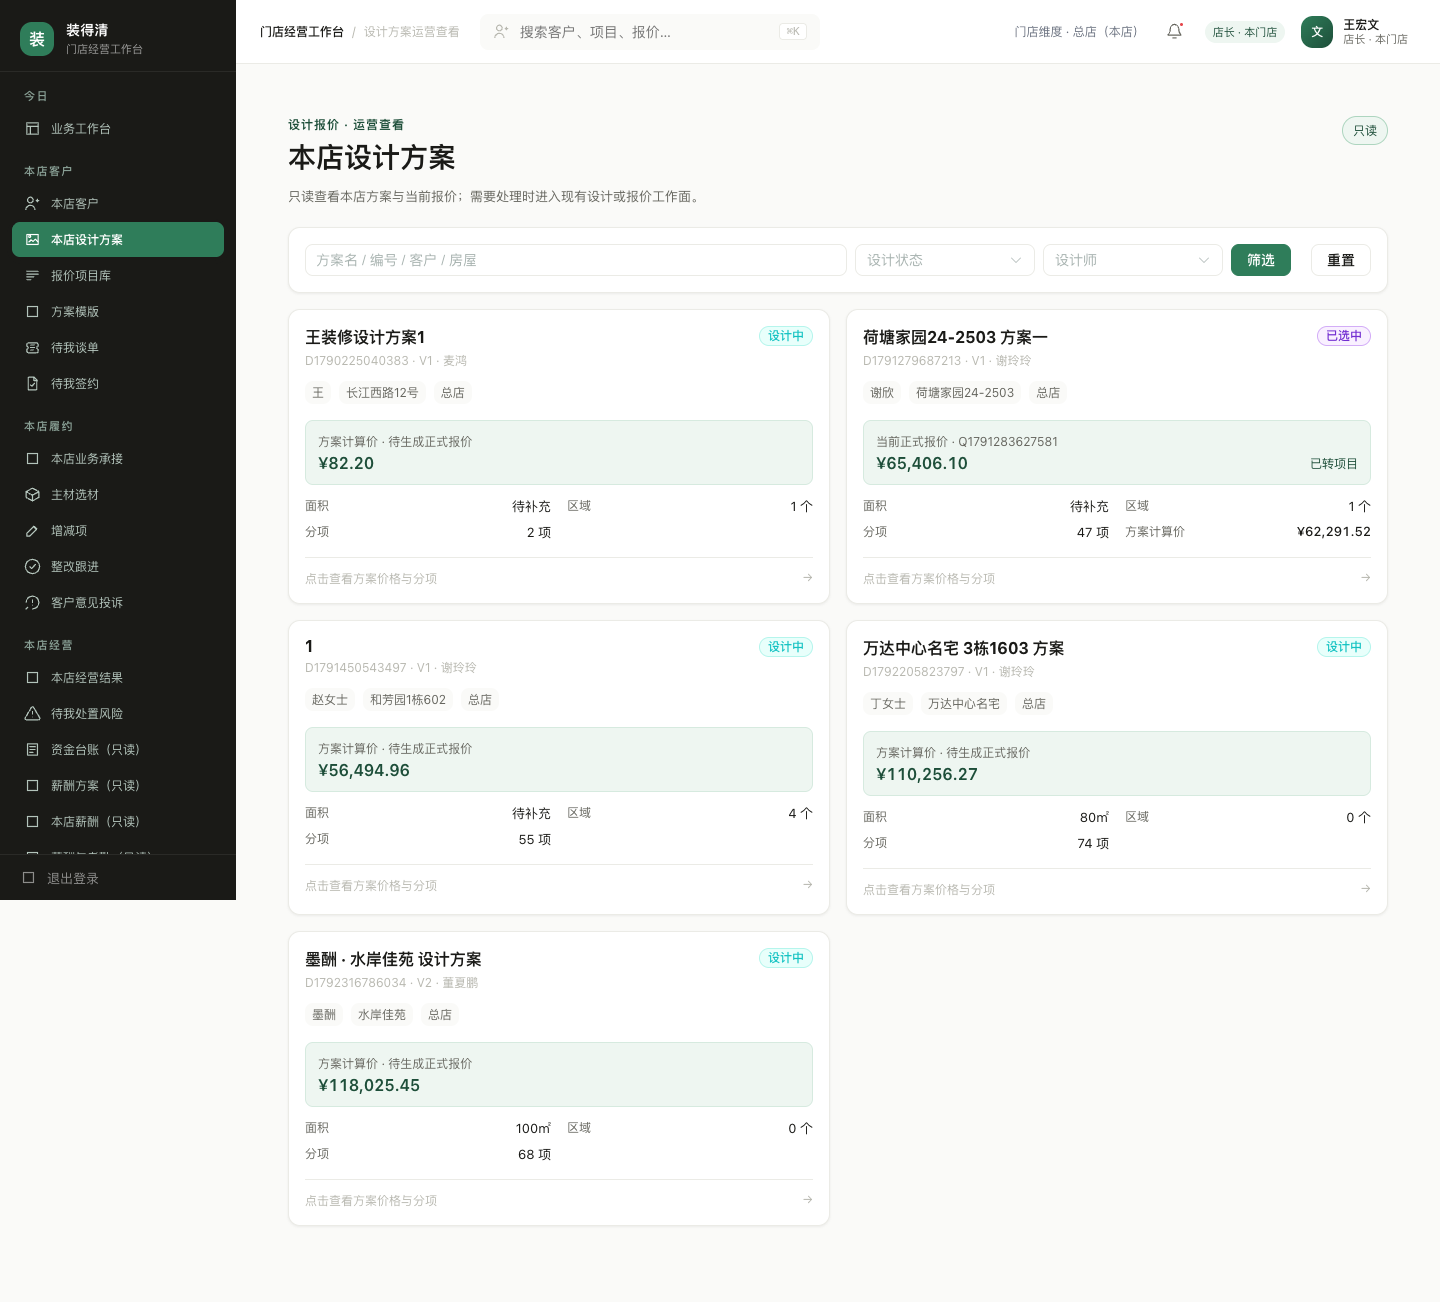 装
装得清
门店经营工作台
今日
业务工作台
本店客户
本店客户
本店设计方案
报价项目库
方案模版
待我谈单
待我签约
本店履约
本店业务承接
主材选材
增减项
整改跟进
客户意见投诉
本店经营
本店经营结果
待我处置风险
资金台账（只读）
薪酬方案（只读）
本店薪酬（只读）
退出登录
门店经营工作台 / 设计方案运营查看
搜索客户、项目、报价...
⌘K
门店维度 · 总店（本店）
店长 · 本门店
文
王宏文
店长 · 本门店
设计报价 · 运营查看
本店设计方案
只读查看本店方案与当前报价；需要处理时进入现有设计或报价工作面。
只读
方案名 / 编号 / 客户 / 房屋
设计状态
设计师
筛选
重置
王装修设计方案1
设计中
D1790225040383 · V1 · 麦鸿
王 长江西路12号 总店
方案计算价 · 待生成正式报价
¥82.20
面积 待补充 区域 1 个
分项 2 项
点击查看方案价格与分项
荷塘家园24-2503 方案一
已选中
D1791279687213 · V1 · 谢玲玲
谢欣 荷塘家园24-2503 总店
当前正式报价 · Q1791283627581
¥65,406.10 已转项目
面积 待补充 区域 1 个
分项 47 项 方案计算价 ¥62,291.52
点击查看方案价格与分项
1
设计中
D1791450543497 · V1 · 谢玲玲
赵女士 和芳园1栋602 总店
方案计算价 · 待生成正式报价
¥56,494.96
面积 待补充 区域 4 个
分项 55 项
点击查看方案价格与分项
万达中心名宅 3栋1603 方案
设计中
D1792205823797 · V1 · 谢玲玲
丁女士 万达中心名宅 总店
方案计算价 · 待生成正式报价
¥110,256.27
面积 80㎡ 区域 0 个
分项 74 项
点击查看方案价格与分项
墨酬 · 水岸佳苑 设计方案
设计中
D1792316786034 · V2 · 董夏鹏
墨酬 水岸佳苑 总店
方案计算价 · 待生成正式报价
¥118,025.45
面积 100㎡ 区域 0 个
分项 68 项
点击查看方案价格与分项